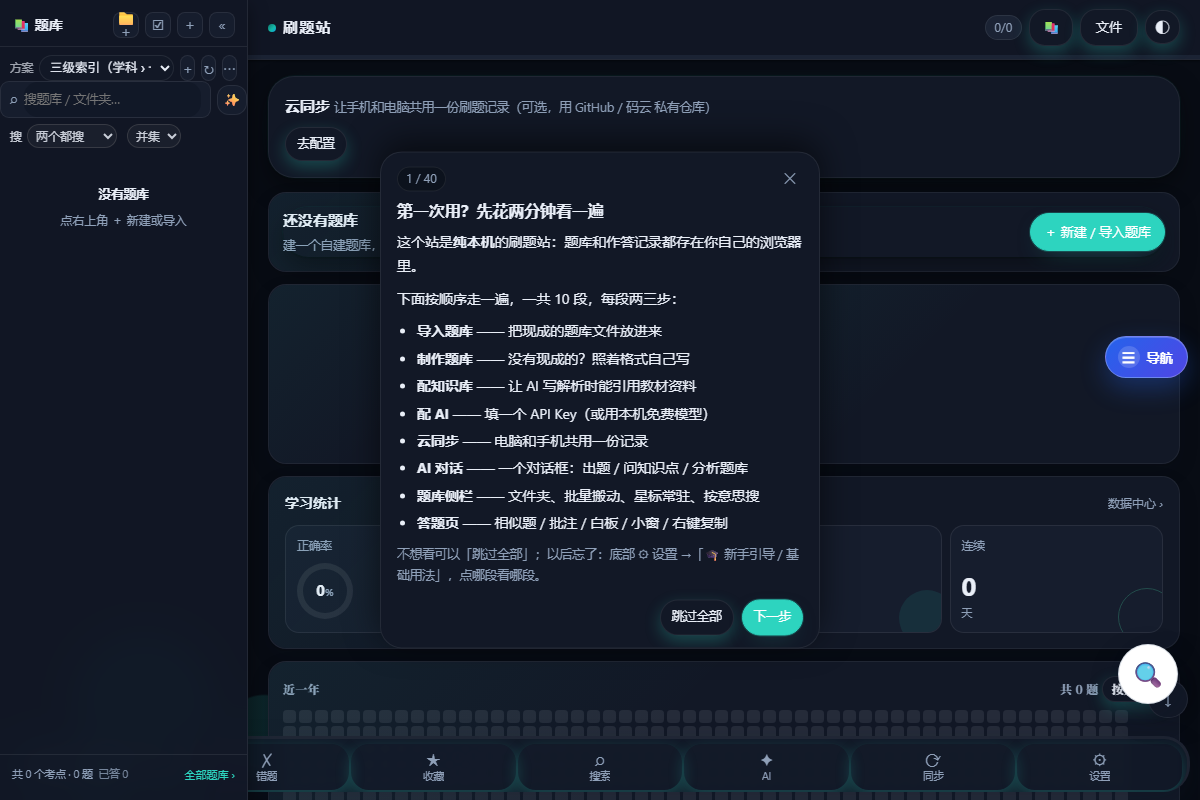 题库
+
«
刷题站
0/0
文件
方案
三级索引（学科 › ·
+
搜题库 / 文件夹...
搜
两个都搜
并集
没有题库
点右上角 + 新建或导入
云同步 让手机和电脑共用一份刷题记录（可选，用 GitHub / 码云 私有仓库）
去配置
还没有题库
建一个自建题库，
+ 新建 / 导入题库
导航
1 / 40
第一次用？先花两分钟看一遍
这个站是纯本机的刷题站：题库和作答记录都存在你自己的浏览器
里。
下面按顺序走一遍，一共 10 段，每段两三步：
• 导入题库 —— 把现成的题库文件放进来
• 制作题库 —— 没有现成的？照着格式自己写
• 配知识库 —— 让 AI 写解析时能引用教材资料
• 配 AI —— 填一个 API Key（或用本机免费模型）
• 云同步 —— 电脑和手机共用一份记录
• AI 对话 —— 一个对话框：出题 / 问知识点 / 分析题库
• 题库侧栏 —— 文件夹、批量搬动、星标常驻、按意思搜
• 答题页 —— 相似题 / 批注 / 白板 / 小窗 / 右键复制
不想看可以「跳过全部」；以后忘了：底部 ⚙ 设置 → 「 新手引导 / 基
础用法」，点哪段看哪段。
跳过全部
下一步
学习统计
数据中心 ›
正确率
0%
连续
0
天
近一年
共 0 题
按
共 0 个考点 · 0 题 已答 0
全部题库 ›
错题
收藏
搜索
AI
同步
设置